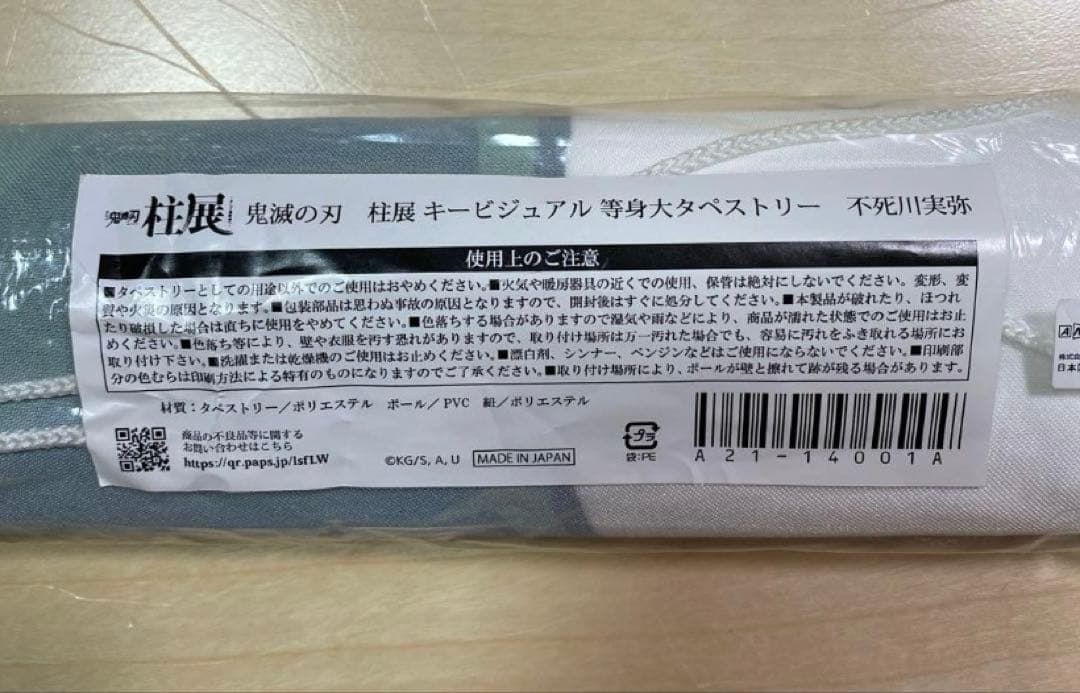 鬼滅の刃 柱展 鬼滅の刃　柱展 キービジュアル 等身大タペストリー　不死川実弥
使用上のご注意
■タペストリーとしての用途以外でのご使用はおやめください。■火気や暖房器具の近くでの使用、保管は絶対にしないでください。変形、変
質や火災の原因となります。■包装部品は思わぬ事故の原因となりますので、開封後はすぐに処分してください。■本製品が破れたり、ほつれ
たり破損した場合は直ちに使用をやめてください。■色落ちする場合がありますので湿気や雨などにより、商品が濡れた状態でのご使用はお止
めください。■色落ち等により、壁や衣服を汚す恐れがありますので、取り付け場所は万一汚れた場合でも、容易に汚れをふき取れる場所にお
取り付け下さい。■洗濯または乾燥機のご使用はお止めください。■漂白剤、シンナー、ベンジンなどはご使用にならないでください。■印刷部
分の色むらは印刷方法による特有のものになりますのでご了承ください。■取り付け場所により、ポールが壁と擦れて跡が残る場合があります。
材質：タペストリー／ポリエステル　ポール／PVC　紐／ポリエステル
商品の不良品等に関する
お問い合わせはこちら
https://qr.paps.jp/lsfLW
©KG/S, A, U
MADE IN JAPAN
プラ
袋:PE
A21-14001A
株式
日本